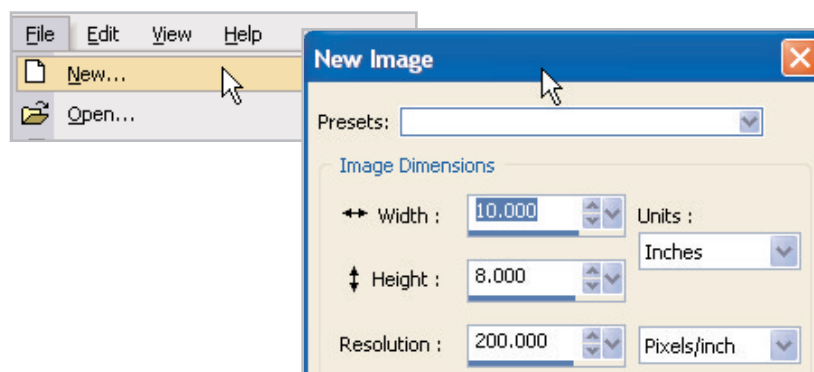 File Edit View Help
New...
Open...
New Image
Presets:
Image Dimensions
Width : 10.000 Units :
Inches
Height : 8.000
Resolution : 200.000 Pixels/inch